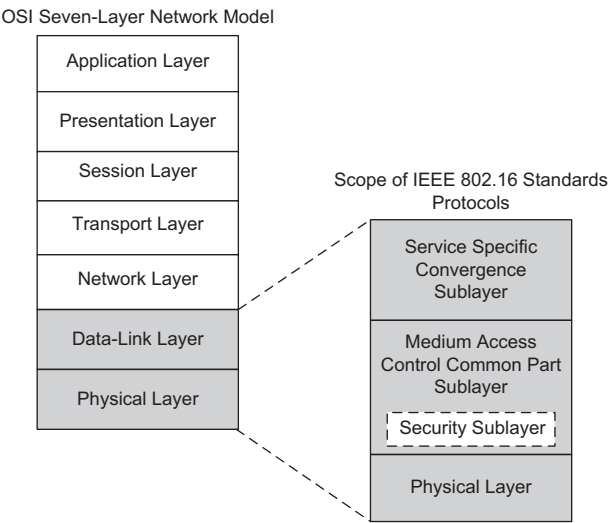 OSI Seven-Layer Network Model
Application Layer
Presentation Layer
Session Layer
Transport Layer
Network Layer
Data-Link Layer
Physical Layer
Scope of IEEE 802.16 Standards
Protocols
Service Specific
Convergence
Sublayer
Medium Access
Control Common Part
Sublayer
Security Sublayer
Physical Layer